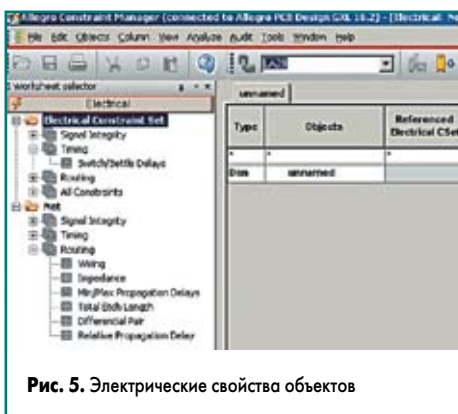 Allegro Constraint Manager (connected to Allegro PCB Design GXL 16.2) - [Electrical Ne
File Edit Objects Column View Analyze Audit Tools Window Help
worksheet selector
Electrical
unnamed
Electrical Constraint Set
Signal Integrity
Timing
Switch/Settle Delays
Routing
All Constraints
Net
Signal Integrity
Timing
Routing
Wiring
Impedance
Min/Max Propagation Delays
Total Etch Length
Differential Pair
Relative Propagation Delay
Type Objects Referenced Electrical CSet
* * *
Dsn unnamed
Рис. 5. Электрические свойства объектов